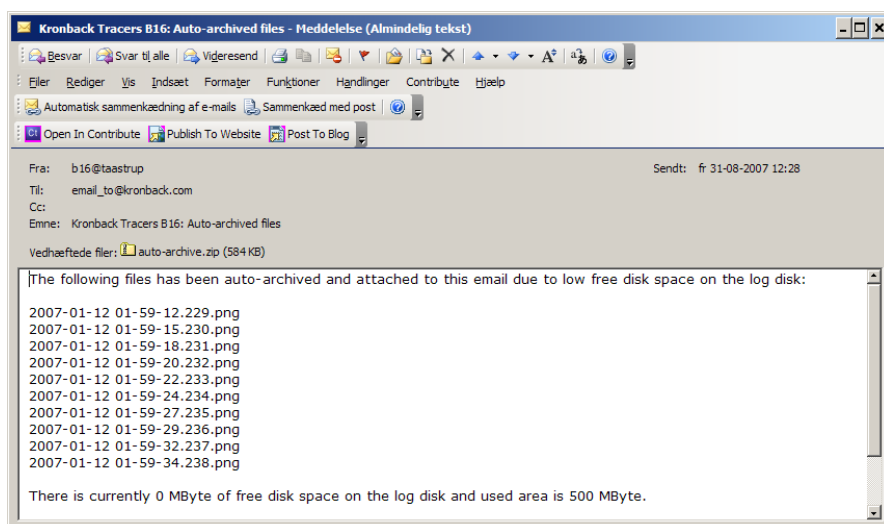 Kronback Tracers B16: Auto-archived files - Meddelelse (Almindelig tekst)
Besvar Svar til alle Videresend
Filer Rediger Vis Indsæt Formater Funktioner Handlinger Contribute Hjælp
Automatisk sammenkædning af e-mails Sammenkæd med post
Ct Open In Contribute Publish To Website Post To Blog
Fra: b16@taastrup Sendt: fr 31-08-2007 12:28
Til: email_to@kronback.com
Cc:
Emne: Kronback Tracers B16: Auto-archived files
Vedhæftede filer: auto-archive.zip (584 KB)
The following files has been auto-archived and attached to this email due to low free disk space on the log disk:
2007-01-12 01-59-12.229.png
2007-01-12 01-59-15.230.png
2007-01-12 01-59-18.231.png
2007-01-12 01-59-20.232.png
2007-01-12 01-59-22.233.png
2007-01-12 01-59-24.234.png
2007-01-12 01-59-27.235.png
2007-01-12 01-59-29.236.png
2007-01-12 01-59-32.237.png
2007-01-12 01-59-34.238.png
There is currently 0 MByte of free disk space on the log disk and used area is 500 MByte.